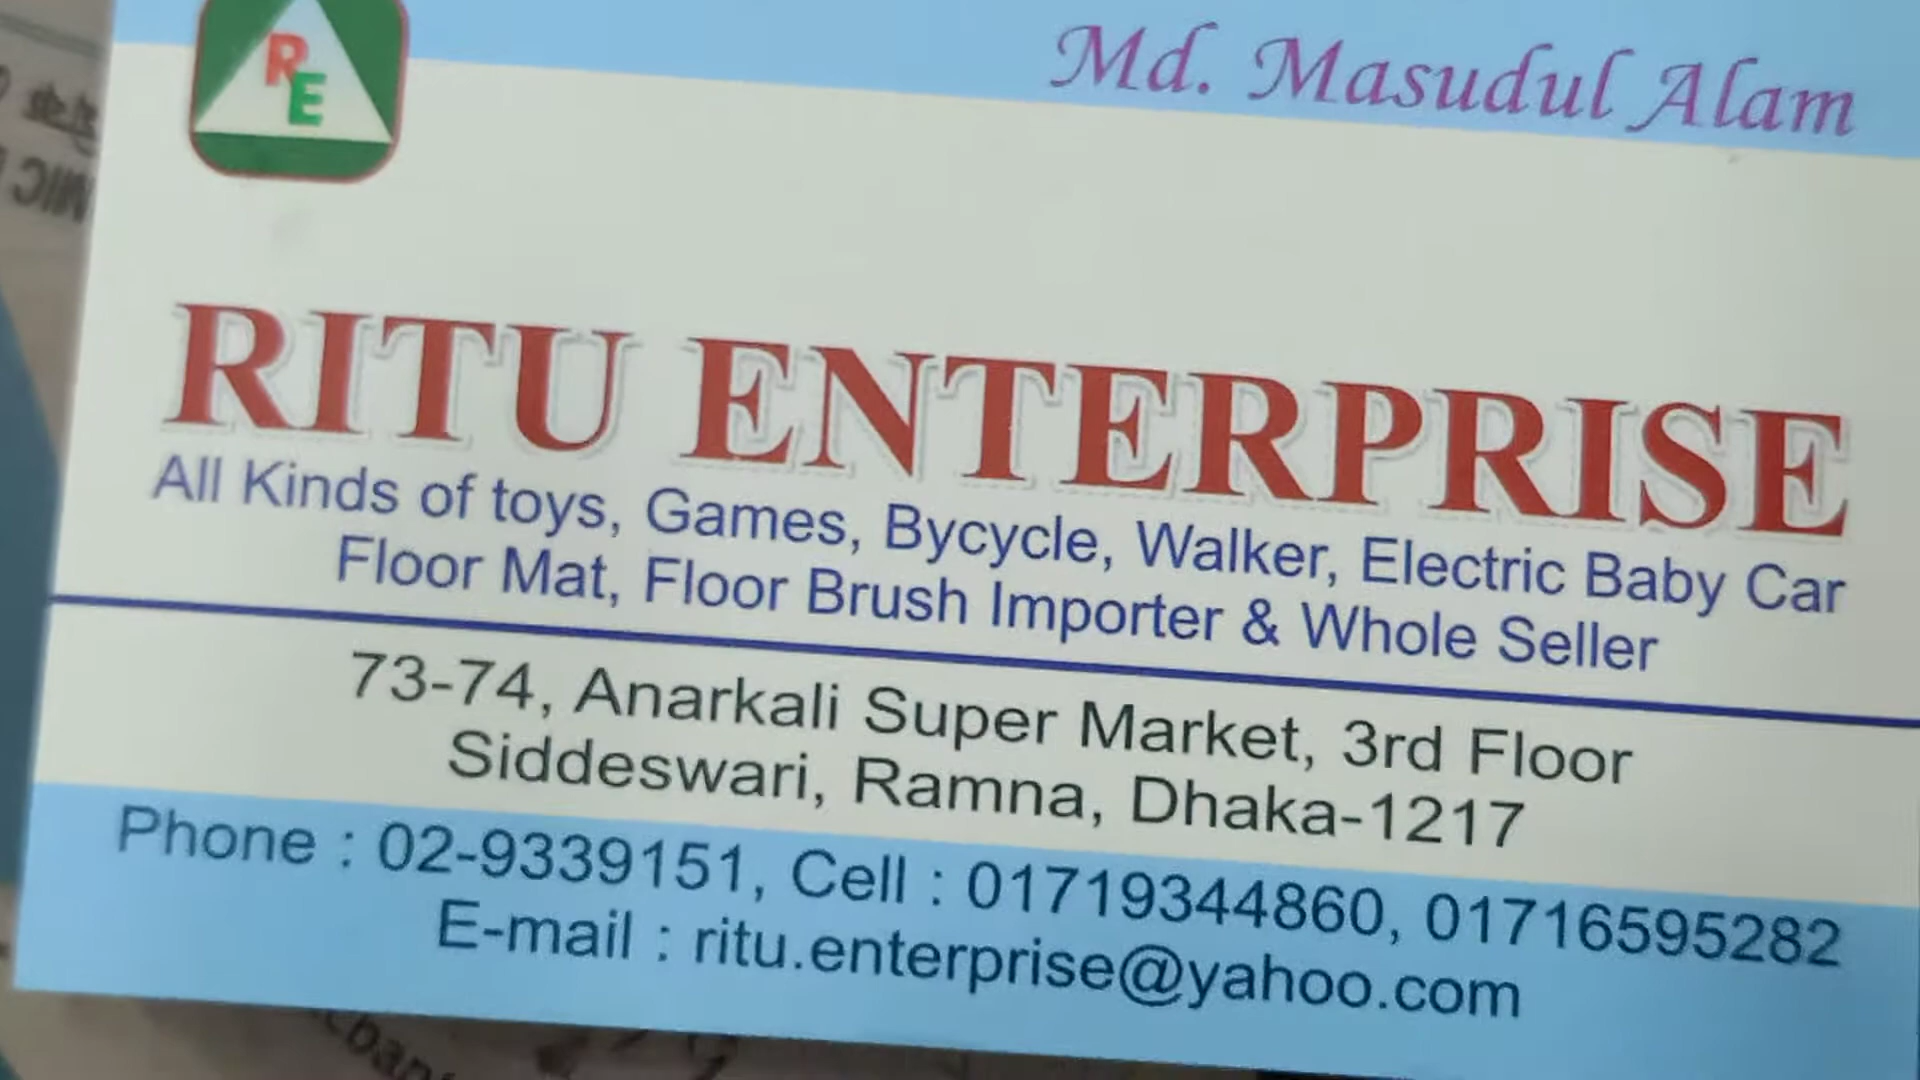 RE
Md. Masudul Alam
RITU ENTERPRISE
All Kinds of toys, Games, Bycycle, Walker, Electric Baby Car
Floor Mat, Floor Brush Importer & Whole Seller
73-74, Anarkali Super Market, 3rd Floor
Siddeswari, Ramna, Dhaka-1217
Phone : 02-9339151, Cell : 01719344860, 01716595282
E-mail : ritu.enterprise@yahoo.com